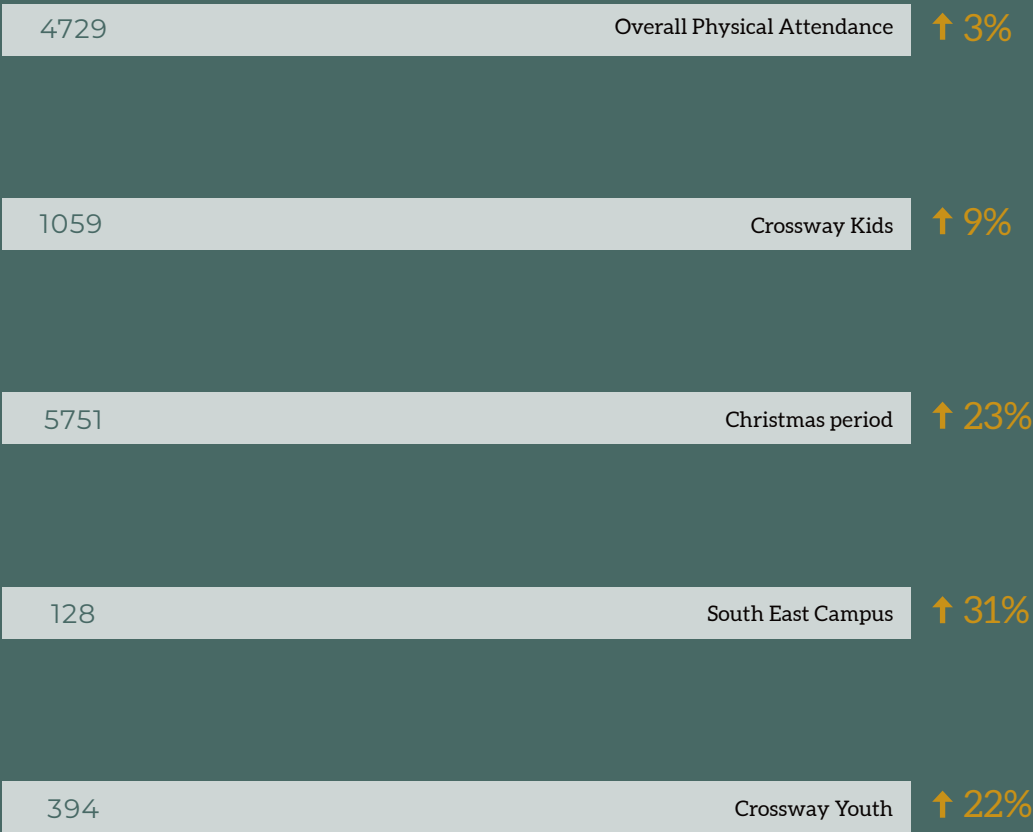 4729 Overall Physical Attendance ↑ 3%
1059 Crossway Kids ↑ 9%
5751 Christmas period ↑ 23%
128 South East Campus ↑ 31%
394 Crossway Youth ↑ 22%